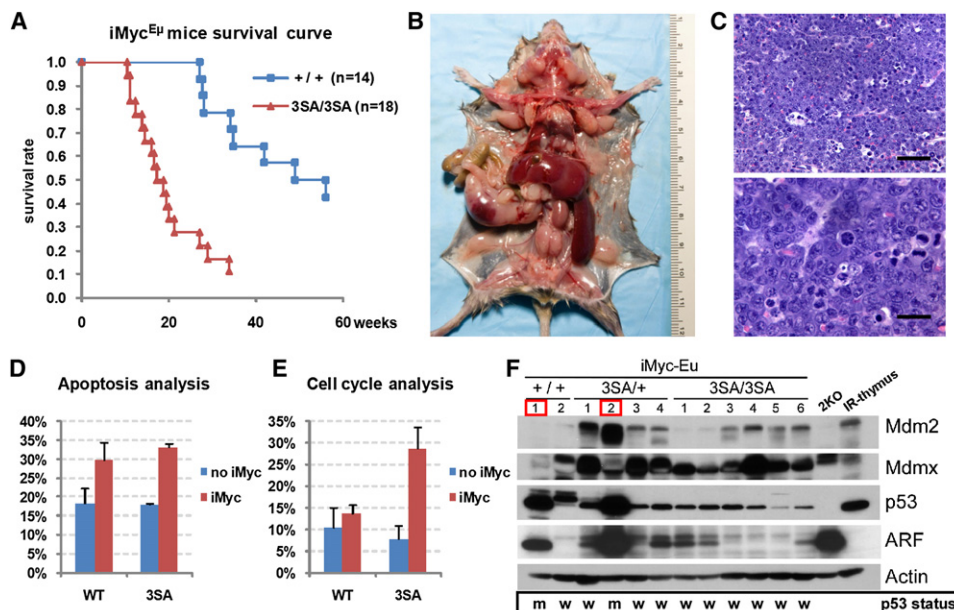 A
iMycEμ mice survival curve
1.0
0.9
0.8
0.7
0.6
0.5
0.4
0.3
0.2
0.1
0.0
survival rate
+ / + (n=14)
3SA/3SA (n=18)
0 20 40 60 weeks
B
C
D
Apoptosis analysis
40%
35%
30%
25%
20%
15%
10%
5%
0%
WT 3SA
no iMyc
iMyc
E
Cell cycle analysis
35%
30%
25%
20%
15%
10%
5%
0%
WT 3SA
no iMyc
iMyc
F
iMyc-Eu
+ / + 3SA/+ 3SA/3SA 2KO IR-thymus
1 2 1 2 3 4 1 2 3 4 5 6
Mdm2
Mdmx
p53
ARF
Actin
m w w m w w w w w w w w p53 status